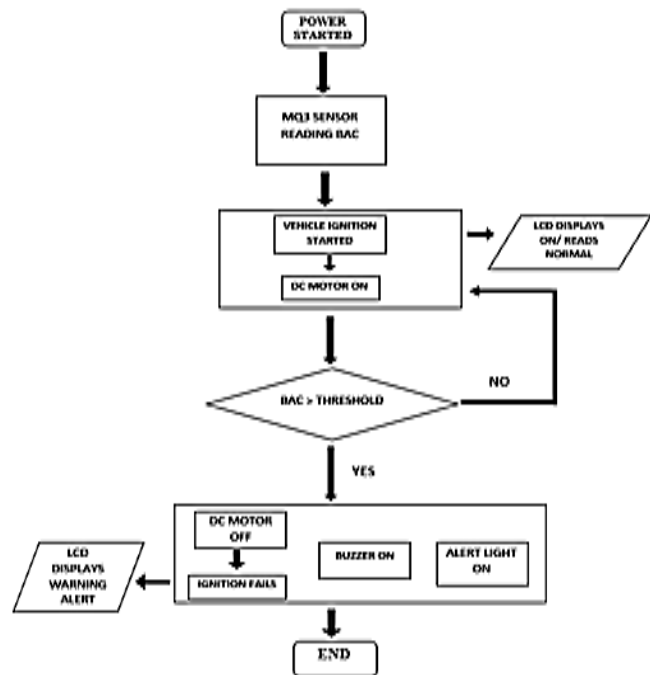 POWER
STARTED
MQ3 SENSOR
READING BAC
VEHICLE IGNITION
STARTED
DC MOTOR ON
LCD DISPLAYS
ON/ READS
NORMAL
BAC > THRESHOLD
NO
YES
DC MOTOR
OFF
IGNITION FAILS
BUZZER ON
ALERT LIGHT
ON
LCD
DISPLAYS
WARNING
ALERT
END